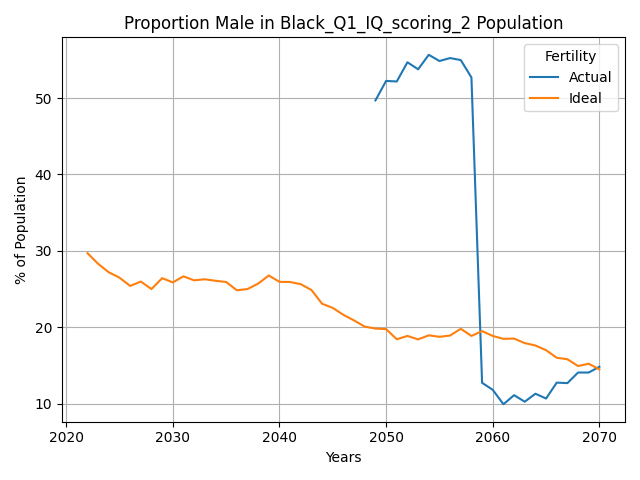 Proportion Male in Black_Q1_IQ_scoring_2 Population
Fertility
Actual
Ideal
% of Population
50
40
30
20
10
2020 2030 2040 2050 2060 2070
Years